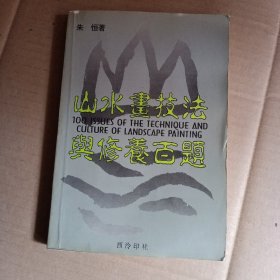 朱 恒著
山水畫技法
100 ISSUES OF THE TECHNIQUE AND
CULTURE OF LANDSCAPE PAINTING
與修養百題
西泠印社